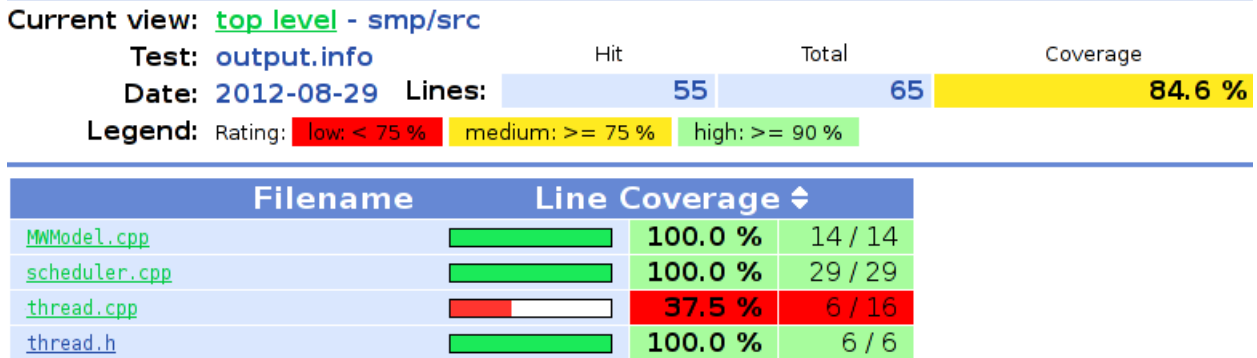 Current view: top level - smp/src
Test: output.info Hit Total Coverage
Date: 2012-08-29 Lines: 55 65 84.6 %
Legend: Rating: low: < 75 % medium: >= 75 % high: >= 90 %
Filename Line Coverage
MWModel.cpp 100.0 % 14 / 14
scheduler.cpp 100.0 % 29 / 29
thread.cpp 37.5 % 6 / 16
thread.h 100.0 % 6 / 6